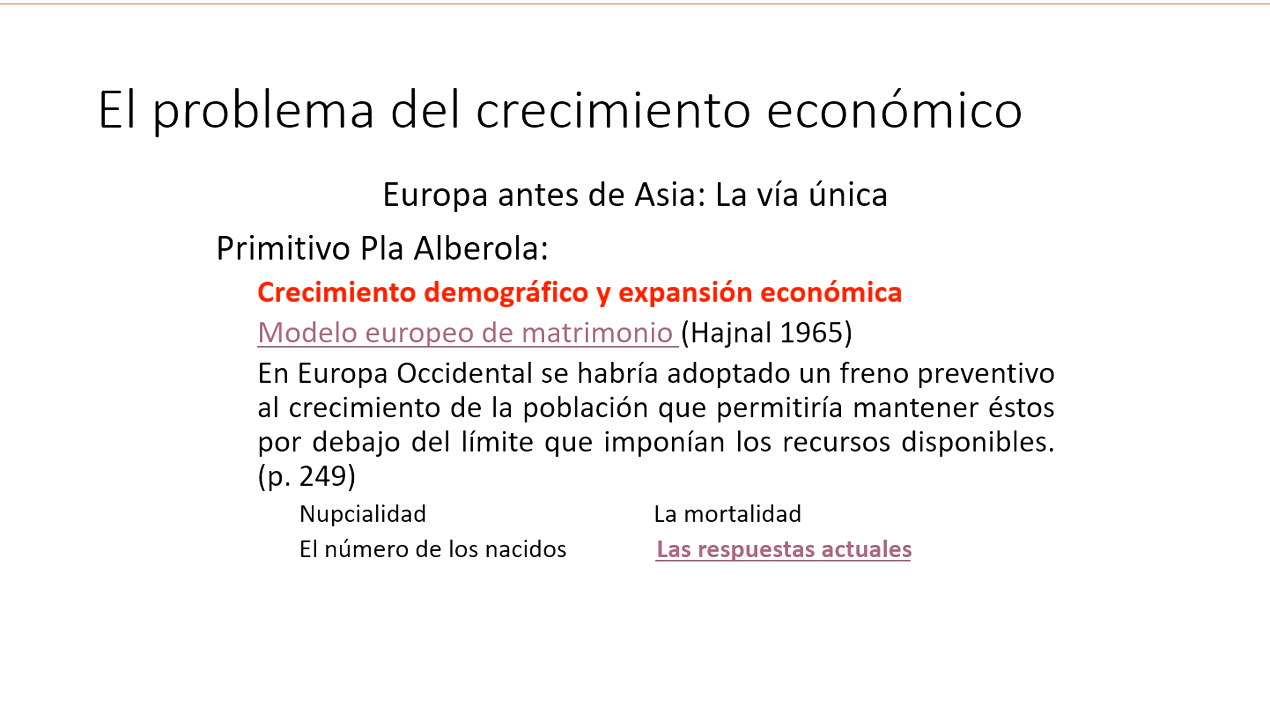 El problema del crecimiento económico
Europa antes de Asia: La vía única
Primitivo Pla Alberola:
Crecimiento demográfico y expansión económica
Modelo europeo de matrimonio (Hajnal 1965)
En Europa Occidental se habría adoptado un freno preventivo
al crecimiento de la población que permitiría mantener éstos
por debajo del límite que imponían los recursos disponibles.
(p. 249)
Nupcialidad La mortalidad
El número de los nacidos Las respuestas actuales